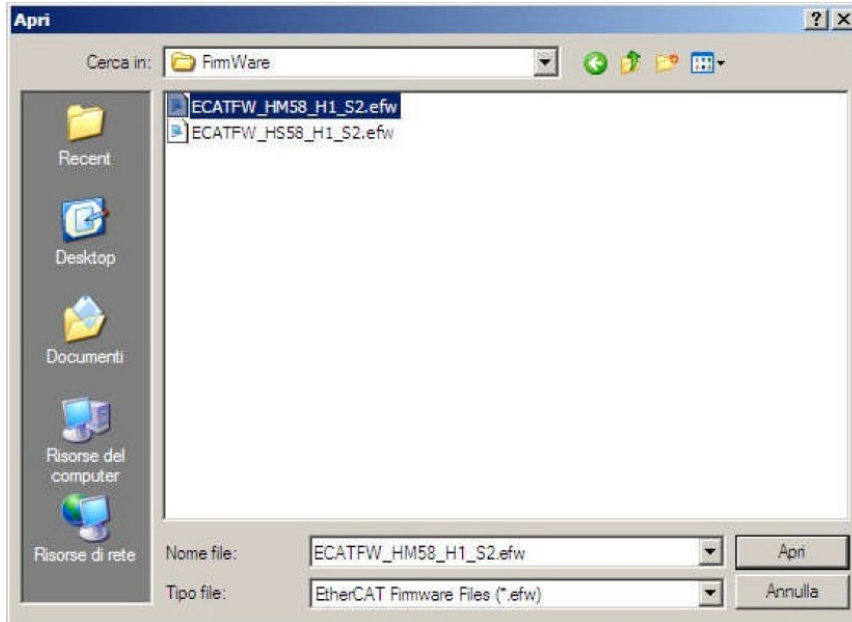 Apri
Cerca in:
FirmWare
ECATFW_HM58_H1_S2.efw
ECATFW_HS58_H1_S2.efw
Recent
Desktop
Documenti
Risorse del
computer
Risorse di rete
Nome file:
ECATFW_HM58_H1_S2.efw
Apri
Tipo file:
EtherCAT Firmware Files (*.efw)
Annulla